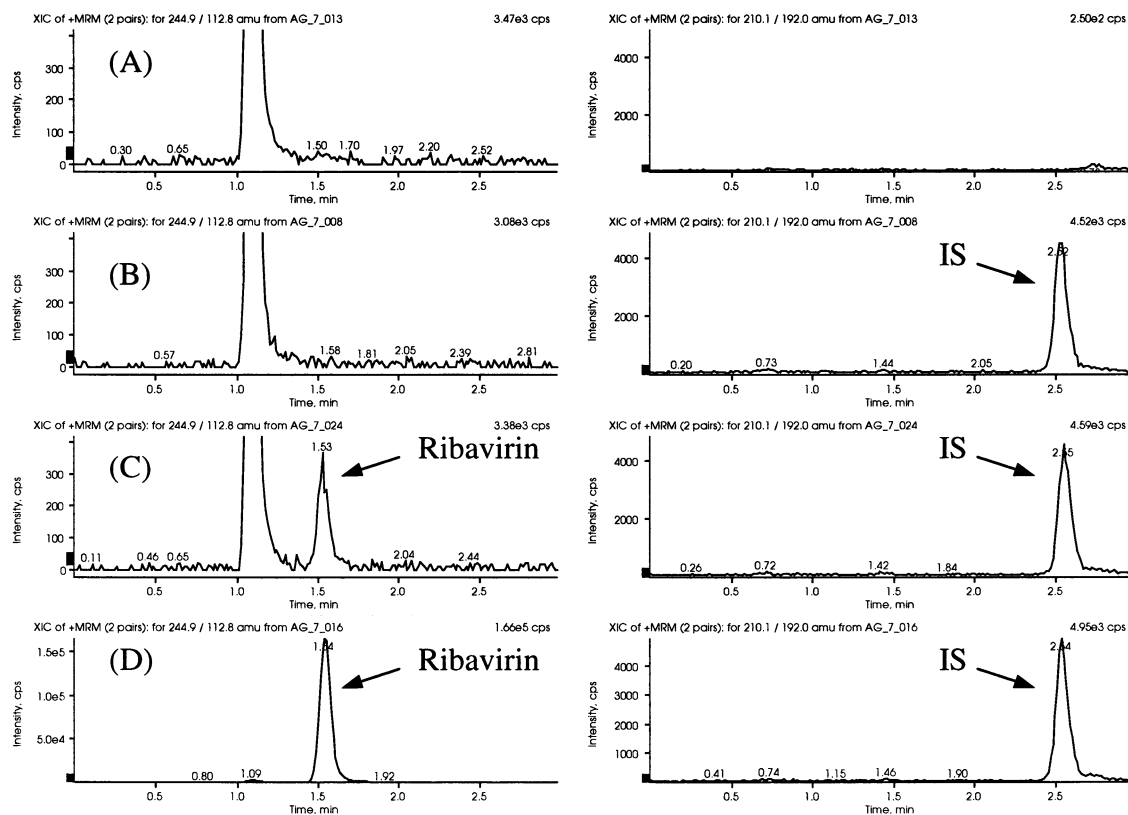 XIC of +MRM (2 pairs): for 244.9 / 112.8 amu from AG_7_013 3.47e3 cps
(A)
Intensity, cps
300
200
100
0
0.30 0.65 1.50 1.70 1.97 2.20 2.52
0.5 1.0 1.5 2.0 2.5
Time, min
XIC of +MRM (2 pairs): for 210.1 / 192.0 amu from AG_7_013 2.50e2 cps
Intensity, cps
4000
2000
0.5 1.0 1.5 2.0 2.5
Time, min
XIC of +MRM (2 pairs): for 244.9 / 112.8 amu from AG_7_008 3.08e3 cps
(B)
Intensity, cps
300
200
100
0
0.57 1.58 1.81 2.05 2.39 2.81
0.5 1.0 1.5 2.0 2.5
Time, min
XIC of +MRM (2 pairs): for 210.1 / 192.0 amu from AG_7_008 4.52e3 cps
IS
Intensity, cps
4000
2000
2.52
0.20 0.73 1.44 2.05
0.5 1.0 1.5 2.0 2.5
Time, min
XIC of +MRM (2 pairs): for 244.9 / 112.8 amu from AG_7_024 3.38e3 cps
(C)
1.53
Ribavirin
Intensity, cps
300
200
100
0
0.11 0.46 0.65 2.04 2.44
0.5 1.0 1.5 2.0 2.5
Time, min
XIC of +MRM (2 pairs): for 210.1 / 192.0 amu from AG_7_024 4.59e3 cps
IS
Intensity, cps
4000
2000
2.55
0.26 0.72 1.42 1.84
0.5 1.0 1.5 2.0 2.5
Time, min
XIC of +MRM (2 pairs): for 244.9 / 112.8 amu from AG_7_016 1.66e5 cps
(D)
1.54
Ribavirin
Intensity, cps
1.5e5
1.0e5
5.0e4
0.80 1.09 1.92
0.5 1.0 1.5 2.0 2.5
Time, min
XIC of +MRM (2 pairs): for 210.1 / 192.0 amu from AG_7_016 4.95e3 cps
IS
Intensity, cps
4000
3000
2000
1000
2.54
0.41 0.74 1.15 1.46 1.90
0.5 1.0 1.5 2.0 2.5
Time, min